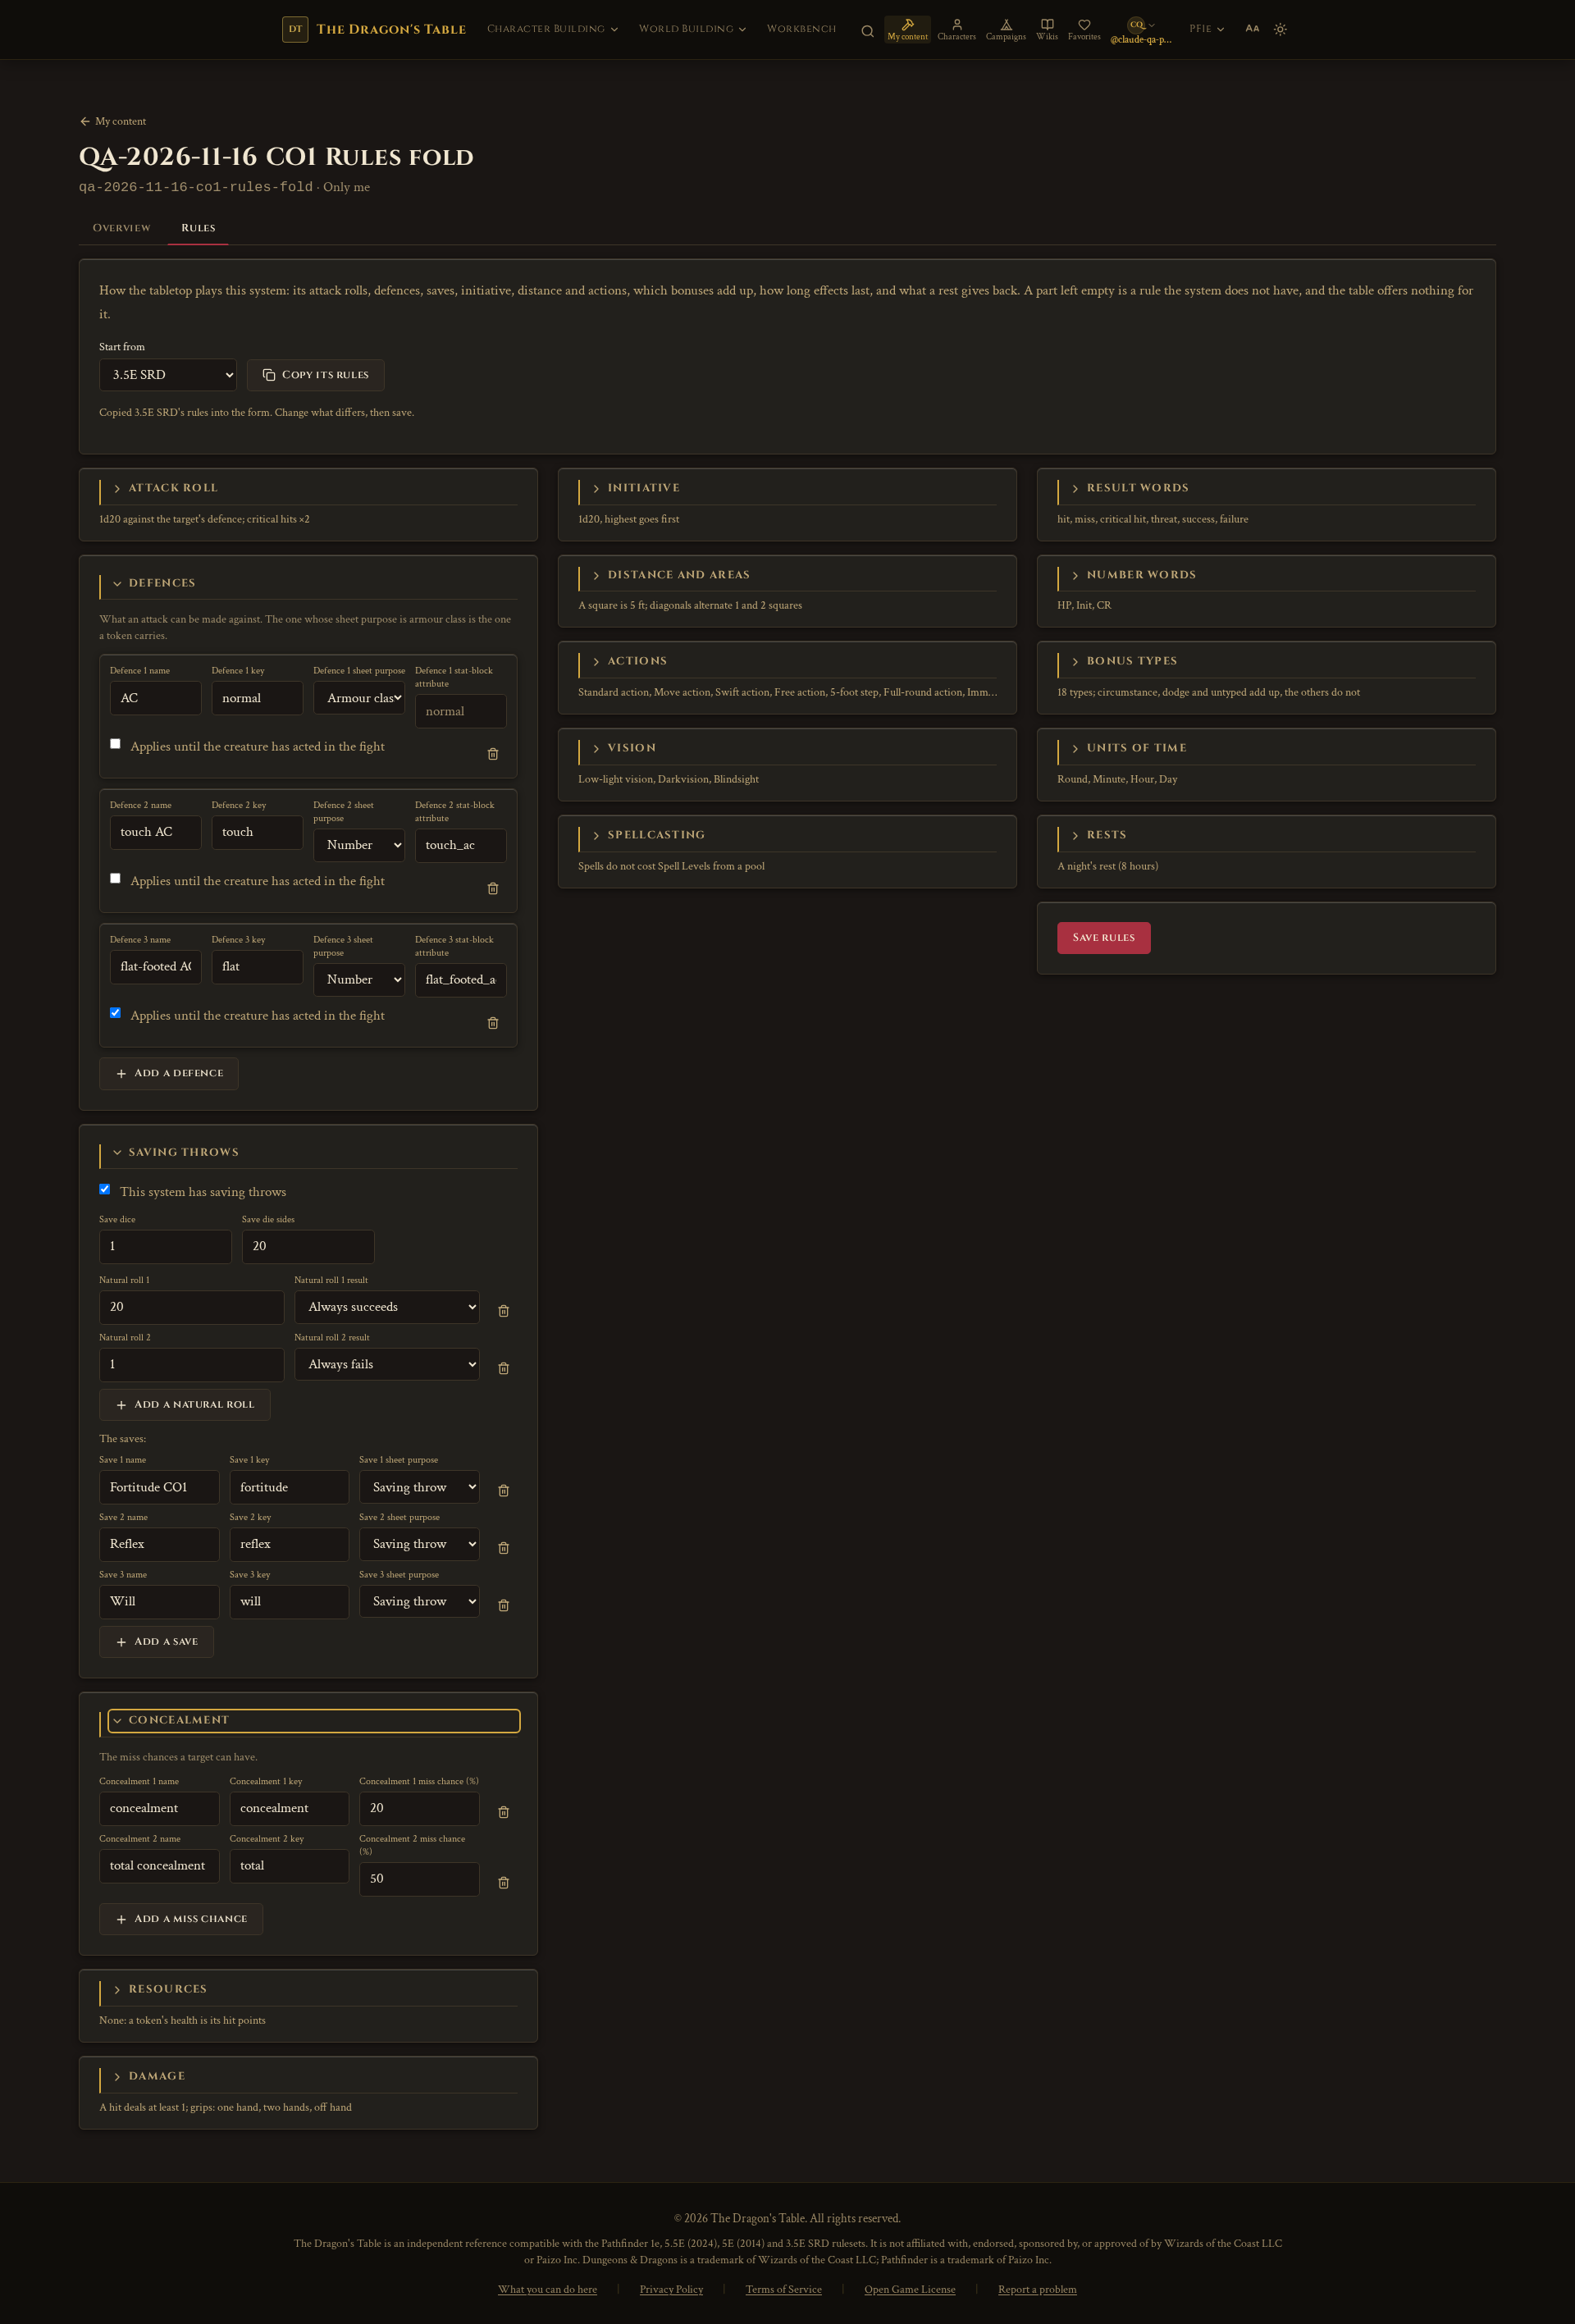 DT The Dragon's Table Character Building World Building Workbench My content Characters Campaigns Wikis Favorites CQ @claude-qa-p… PF1e AA
My content
QA-2026-11-16 CO1 Rules fold
qa-2026-11-16-co1-rules-fold · Only me
Overview Rules
How the tabletop plays this system: its attack rolls, defences, saves, initiative, distance and actions, which bonuses add up, how long effects last, and what a rest gives back. A part left empty is a rule the system does not have, and the table offers nothing for
it.
Start from
3.5E SRD Copy its rules
Copied 3.5E SRD's rules into the form. Change what differs, then save.
Attack roll
1d20 against the target's defence; critical hits ×2
Defences
What an attack can be made against. The one whose sheet purpose is armour class is the one
a token carries.
Defence 1 name Defence 1 key Defence 1 sheet purpose Defence 1 stat-block
attribute
AC normal Armour clas normal
Applies until the creature has acted in the fight
Defence 2 name Defence 2 key Defence 2 sheet Defence 2 stat-block
purpose attribute
touch AC touch Number touch_ac
Applies until the creature has acted in the fight
Defence 3 name Defence 3 key Defence 3 sheet Defence 3 stat-block
purpose attribute
flat-footed AC flat Number flat_footed_a
Applies until the creature has acted in the fight
Add a defence
Saving throws
This system has saving throws
Save dice Save die sides
1 20
Natural roll 1 Natural roll 1 result
20 Always succeeds
Natural roll 2 Natural roll 2 result
1 Always fails
Add a natural roll
The saves:
Save 1 name Save 1 key Save 1 sheet purpose
Fortitude CO1 fortitude Saving throw
Save 2 name Save 2 key Save 2 sheet purpose
Reflex reflex Saving throw
Save 3 name Save 3 key Save 3 sheet purpose
Will will Saving throw
Add a save
Concealment
The miss chances a target can have.
Concealment 1 name Concealment 1 key Concealment 1 miss chance (%)
concealment concealment 20
Concealment 2 name Concealment 2 key Concealment 2 miss chance
(%)
total concealment total 50
Add a miss chance
Resources
None: a token's health is its hit points
Damage
A hit deals at least 1; grips: one hand, two hands, off hand
Initiative
1d20, highest goes first
Distance and areas
A square is 5 ft; diagonals alternate 1 and 2 squares
Actions
Standard action, Move action, Swift action, Free action, 5-foot step, Full-round action, Imm…
Vision
Low-light vision, Darkvision, Blindsight
Spellcasting
Spells do not cost Spell Levels from a pool
Result words
hit, miss, critical hit, threat, success, failure
Number words
HP, Init, CR
Bonus types
18 types; circumstance, dodge and untyped add up, the others do not
Units of time
Round, Minute, Hour, Day
Rests
A night's rest (8 hours)
Save rules
© 2026 The Dragon's Table. All rights reserved.
The Dragon's Table is an independent reference compatible with the Pathfinder 1e, 5.5E (2024), 5E (2014) and 3.5E SRD rulesets. It is not affiliated with, endorsed, sponsored by, or approved of by Wizards of the Coast LLC
or Paizo Inc. Dungeons & Dragons is a trademark of Wizards of the Coast LLC; Pathfinder is a trademark of Paizo Inc.
What you can do here | Privacy Policy | Terms of Service | Open Game License | Report a problem